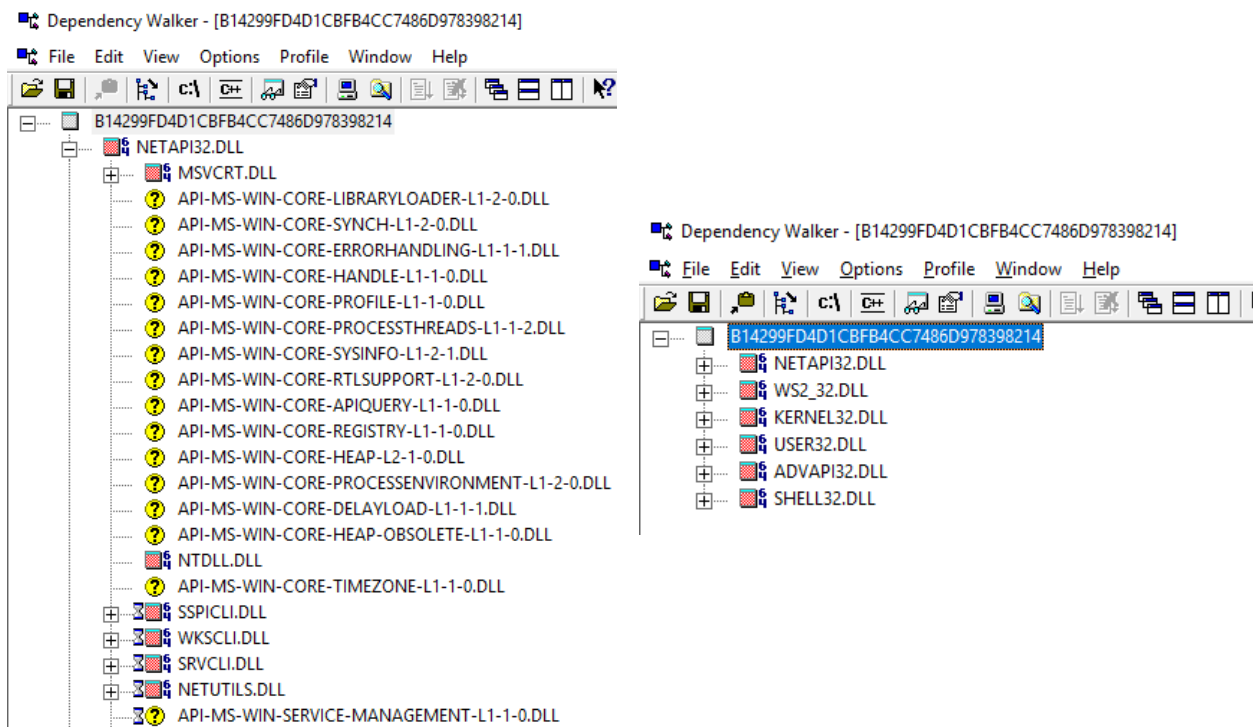 Dependency Walker - [B14299FD4D1CBFB4CC7486D978398214]
File Edit View Options Profile Window Help
C:\ C++
B14299FD4D1CBFB4CC7486D978398214
NETAPI32.DLL
MSVCRT.DLL
API-MS-WIN-CORE-LIBRARYLOADER-L1-2-0.DLL
API-MS-WIN-CORE-SYNCH-L1-2-0.DLL
API-MS-WIN-CORE-ERRORHANDLING-L1-1-1.DLL
API-MS-WIN-CORE-HANDLE-L1-1-0.DLL
API-MS-WIN-CORE-PROFILE-L1-1-0.DLL
API-MS-WIN-CORE-PROCESSTHREADS-L1-1-2.DLL
API-MS-WIN-CORE-SYSINFO-L1-2-1.DLL
API-MS-WIN-CORE-RTLSUPPORT-L1-2-0.DLL
API-MS-WIN-CORE-APIQUERY-L1-1-0.DLL
API-MS-WIN-CORE-REGISTRY-L1-1-0.DLL
API-MS-WIN-CORE-HEAP-L2-1-0.DLL
API-MS-WIN-CORE-PROCESSENVIRONMENT-L1-2-0.DLL
API-MS-WIN-CORE-DELAYLOAD-L1-1-1.DLL
API-MS-WIN-CORE-HEAP-OBSOLETE-L1-1-0.DLL
NTDLL.DLL
API-MS-WIN-CORE-TIMEZONE-L1-1-0.DLL
SSPICLI.DLL
WKSCLI.DLL
SRVCLI.DLL
NETUTILS.DLL
API-MS-WIN-SERVICE-MANAGEMENT-L1-1-0.DLL
Dependency Walker - [B14299FD4D1CBFB4CC7486D978398214]
File Edit View Options Profile Window Help
C:\ C++
B14299FD4D1CBFB4CC7486D978398214
NETAPI32.DLL
WS2_32.DLL
KERNEL32.DLL
USER32.DLL
ADVAPI32.DLL
SHELL32.DLL